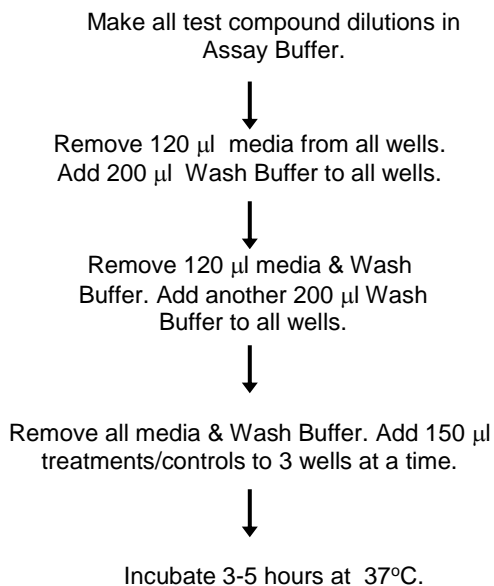 Make all test compound dilutions in
Assay Buffer.
Remove 120 μl media from all wells.
Add 200 μl Wash Buffer to all wells.
Remove 120 μl media & Wash
Buffer. Add another 200 μl Wash
Buffer to all wells.
Remove all media & Wash Buffer. Add 150 μl
treatments/controls to 3 wells at a time.
Incubate 3-5 hours at 37ºC.